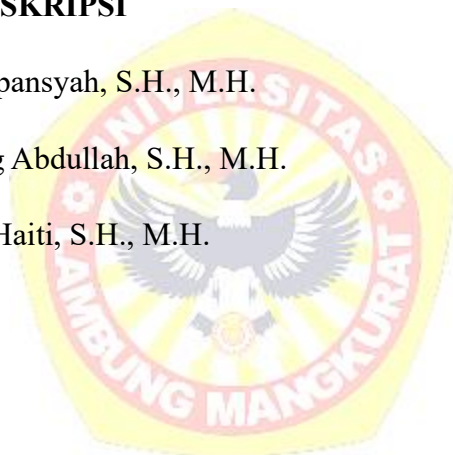 SKRIPSI
pansyah, S.H., M.H.
g Abdullah, S.H., M.H.
Haiti, S.H., M.H.
UNIVERSITAS
LAMBUNG MANGKURAT